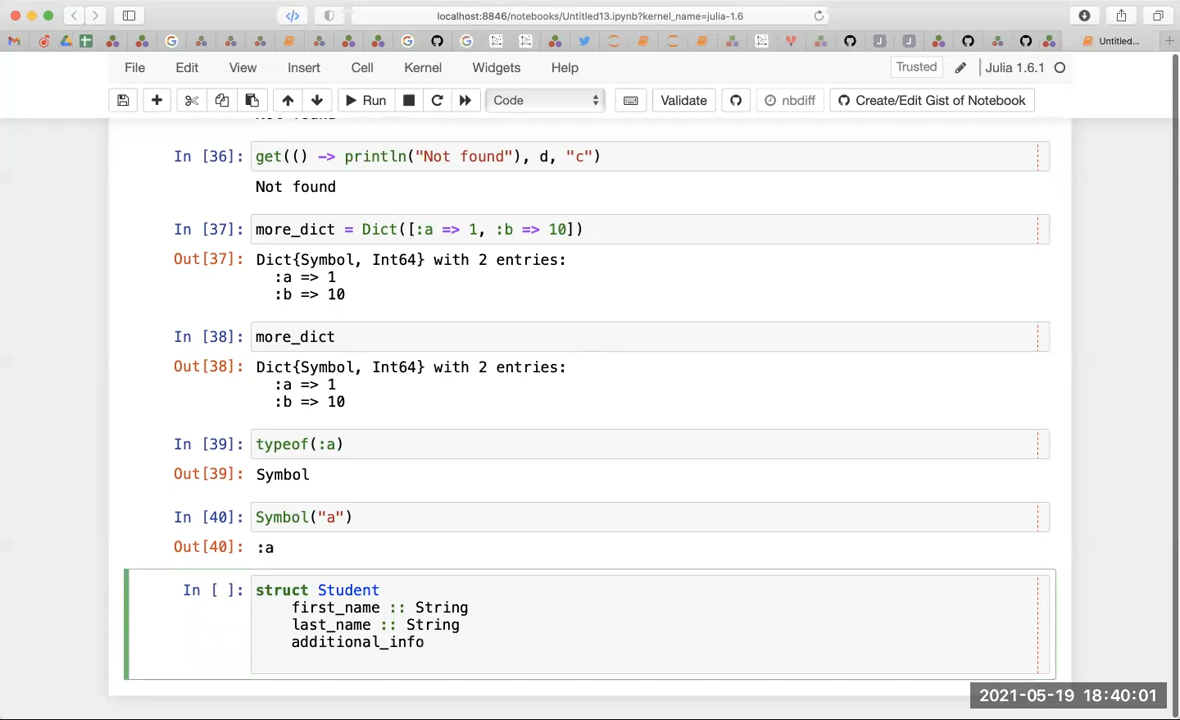 localhost:8846/notebooks/Untitled13.ipynb?kernel_name=julia-1.6
Untitled...
File Edit View Insert Cell Kernel Widgets Help Trusted Julia 1.6.1
Run Code Validate nbdiff Create/Edit Gist of Notebook
Not found
In [36]: get(() -> println("Not found"), d, "c")
Not found
In [37]: more_dict = Dict([:a => 1, :b => 10])
Out[37]: Dict{Symbol, Int64} with 2 entries:
:a => 1
:b => 10
In [38]: more_dict
Out[38]: Dict{Symbol, Int64} with 2 entries:
:a => 1
:b => 10
In [39]: typeof(:a)
Out[39]: Symbol
In [40]: Symbol("a")
Out[40]: :a
In [ ]: struct Student
first_name :: String
last_name :: String
additional_info
2021-05-19 18:40:01